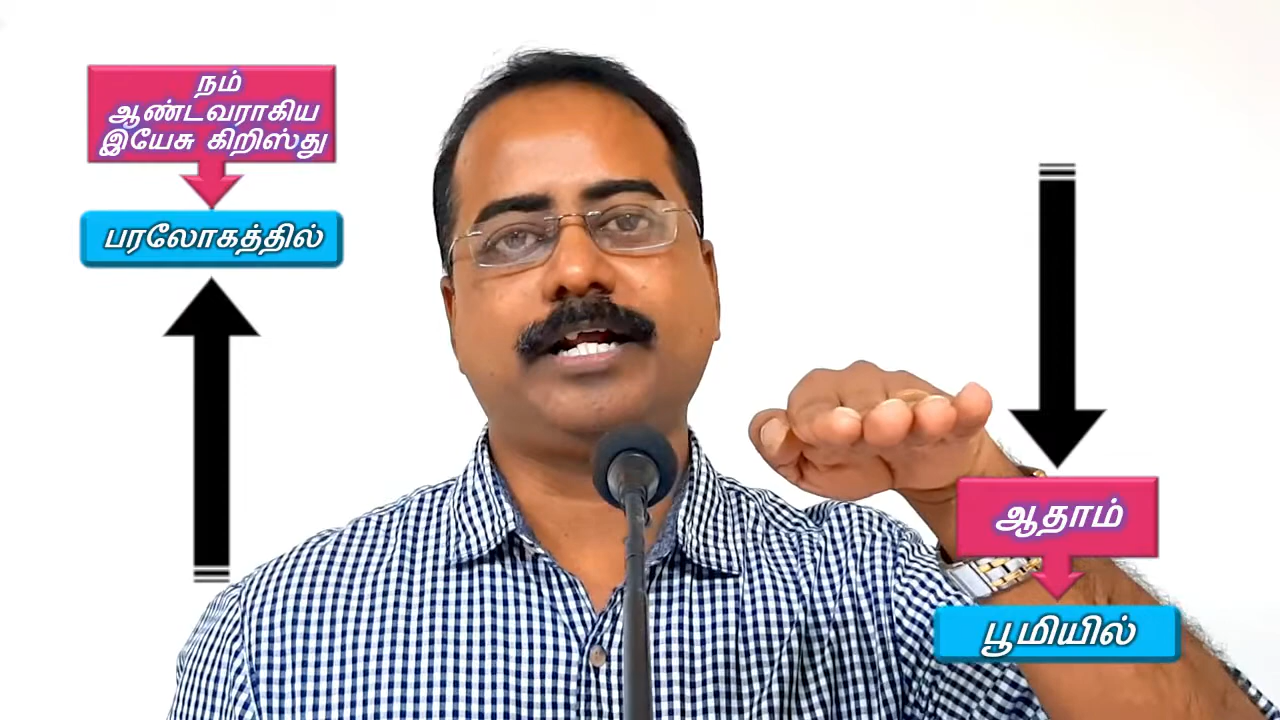 நம்
ஆண்டவராகிய
இயேசு கிறிஸ்து
பரலோகத்தில்
ஆதாம்
பூமியில்